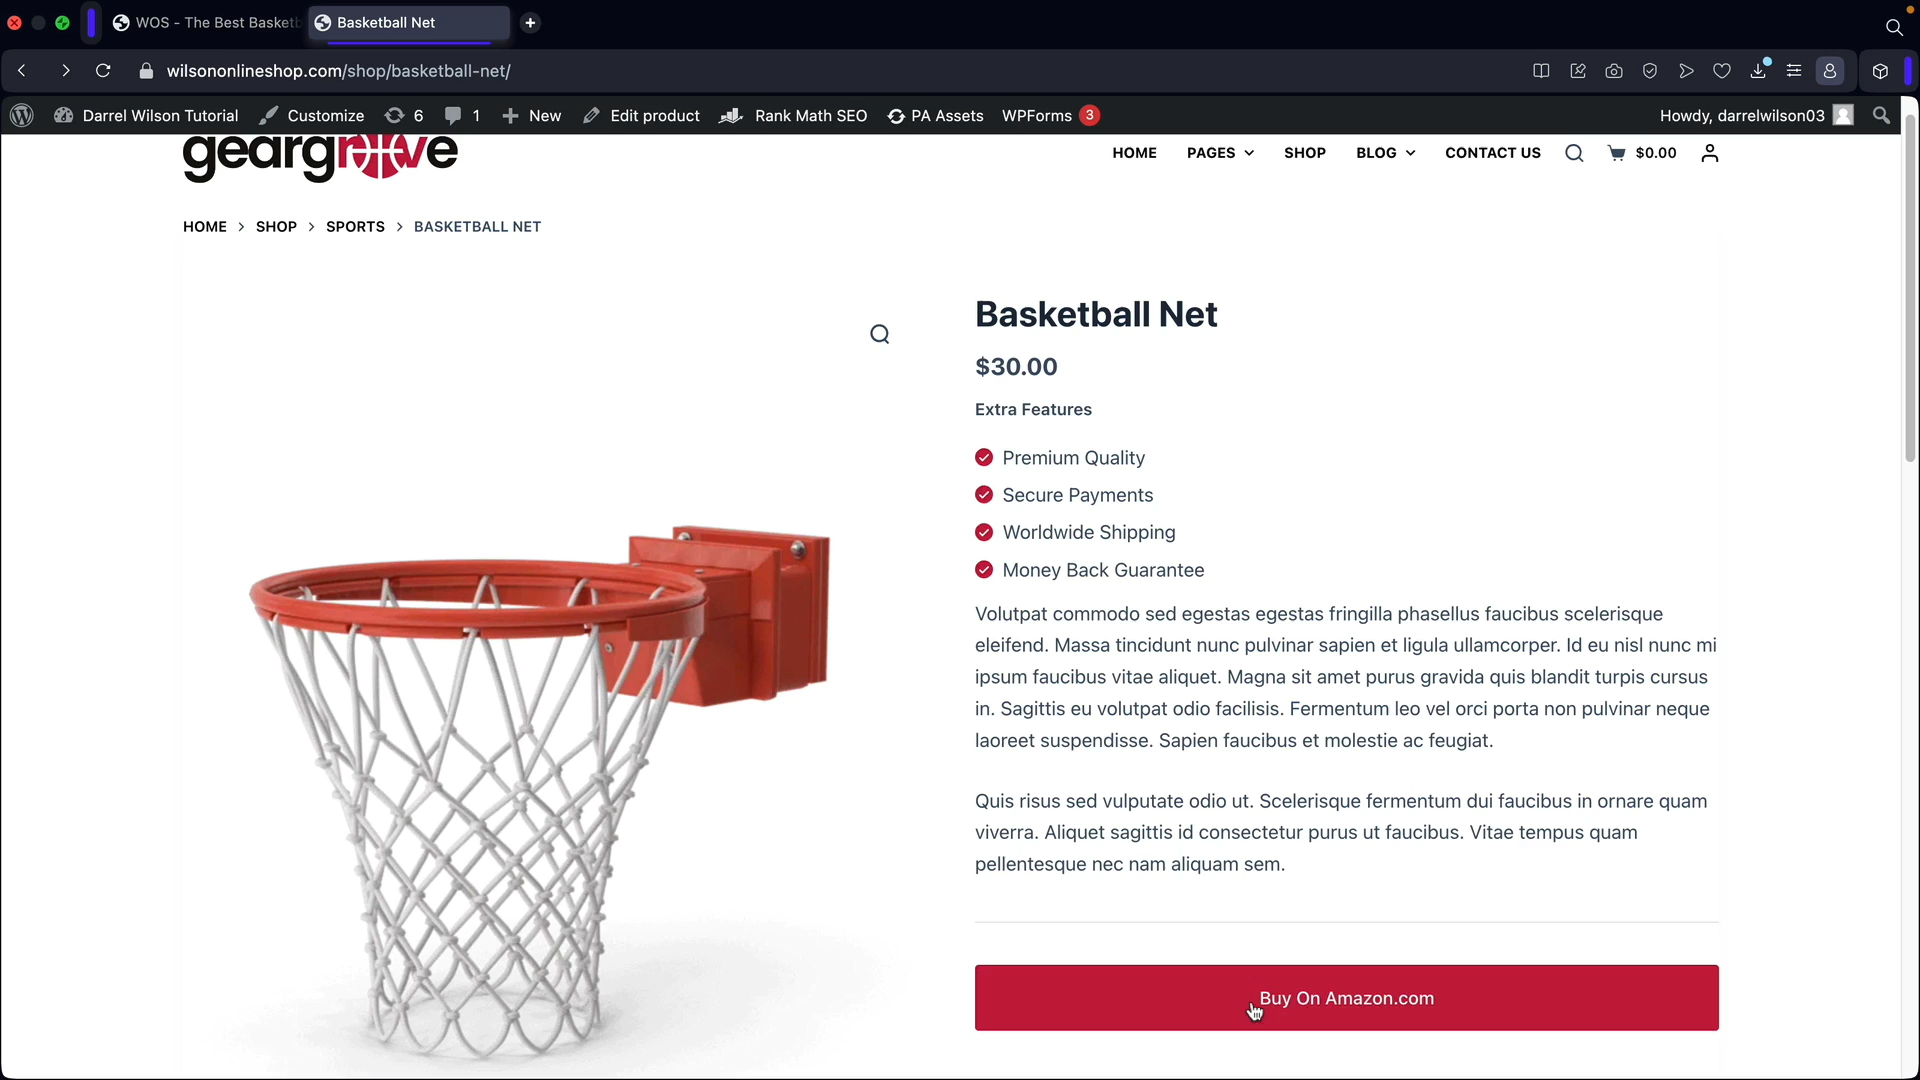 WOS - The Best Basketb
Basketball Net
wilsononlineshop.com/shop/basketball-net/
Darrel Wilson Tutorial
Customize
6
1
New
Edit product
Rank Math SEO
PA Assets
WPForms
3
Howdy, darrelwilson03
geargroove
HOME
PAGES
SHOP
BLOG
CONTACT US
$0.00
HOME > SHOP > SPORTS > BASKETBALL NET
Basketball Net
$30.00
Extra Features
Premium Quality
Secure Payments
Worldwide Shipping
Money Back Guarantee
Volutpat commodo sed egestas egestas fringilla phasellus faucibus scelerisque
eleifend. Massa tincidunt nunc pulvinar sapien et ligula ullamcorper. Id eu nisl nunc mi
ipsum faucibus vitae aliquet. Magna sit amet purus gravida quis blandit turpis cursus
in. Sagittis eu volutpat odio facilisis. Fermentum leo vel orci porta non pulvinar neque
laoreet suspendisse. Sapien faucibus et molestie ac feugiat.
Quis risus sed vulputate odio ut. Scelerisque fermentum dui faucibus in ornare quam
viverra. Aliquet sagittis id consectetur purus ut faucibus. Vitae tempus quam
pellentesque nec nam aliquam sem.
Buy On Amazon.com